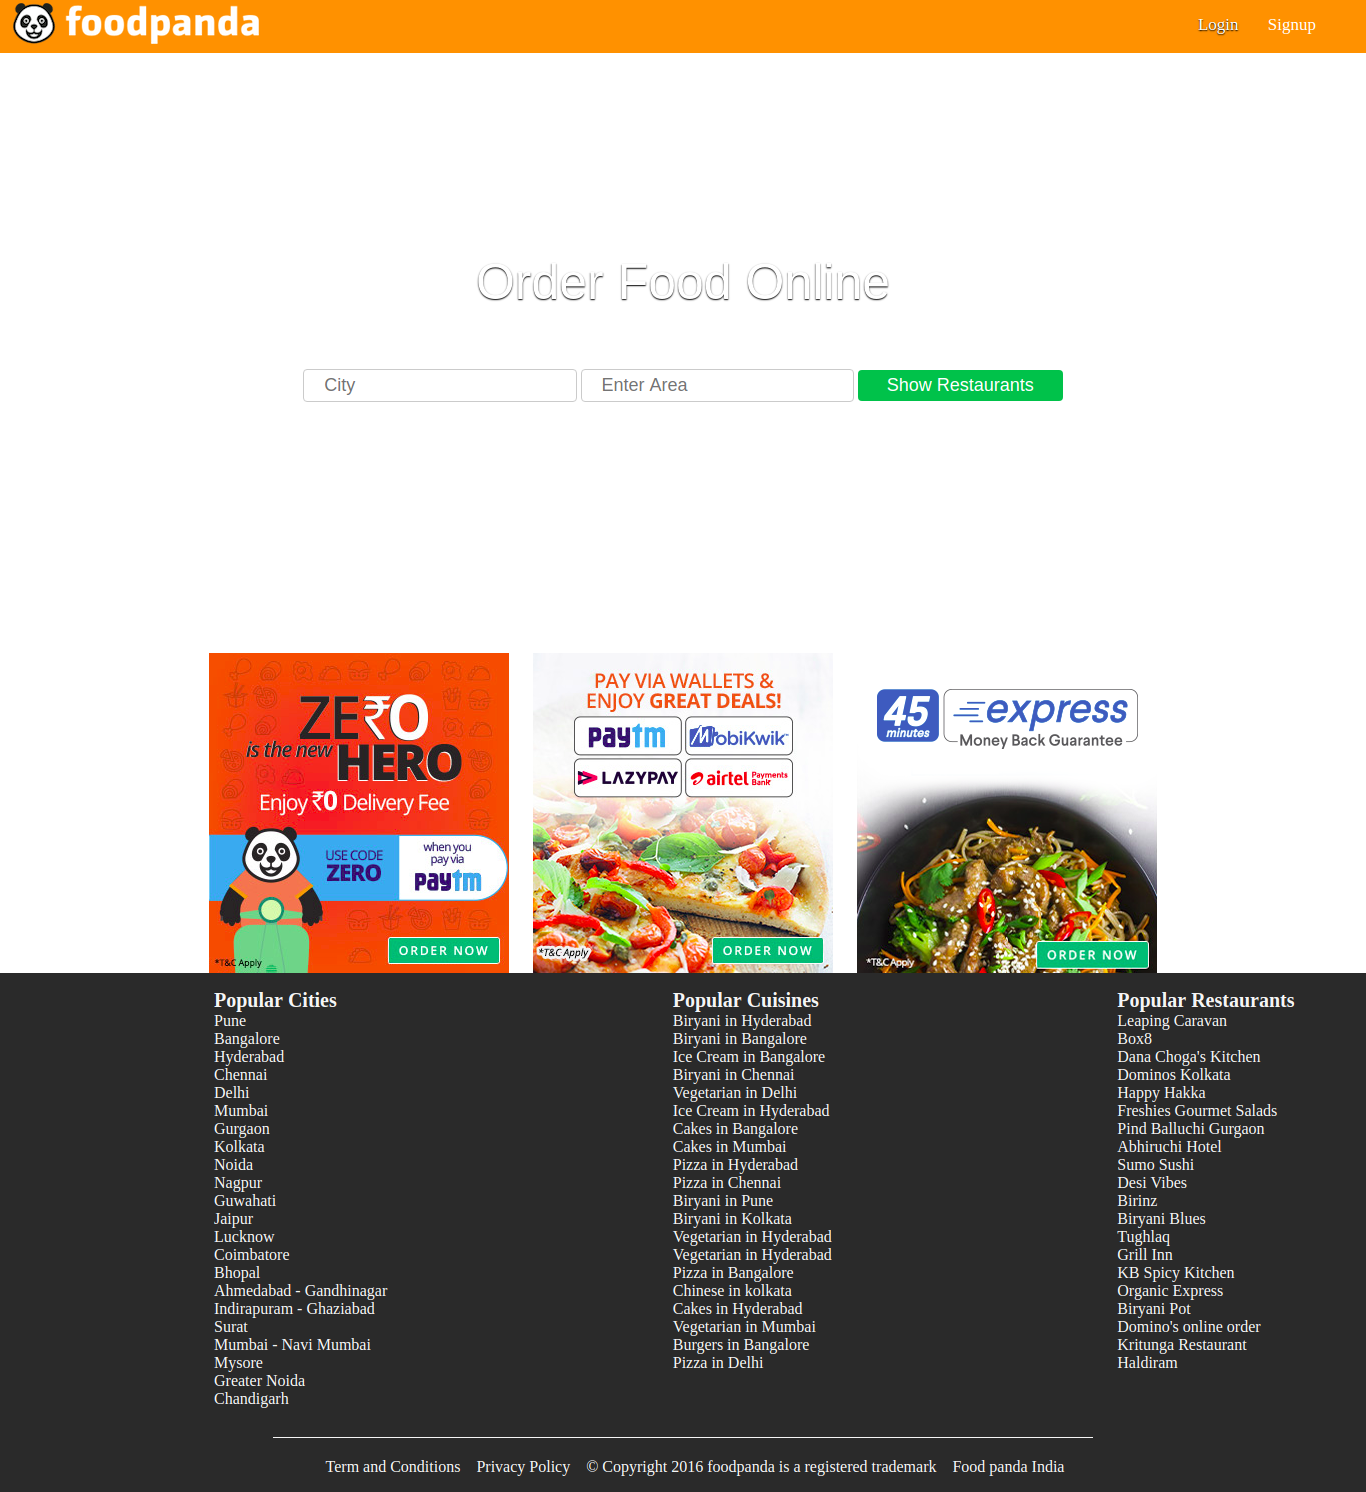 foodpanda
Login Signup
Order Food Online
City Enter Area Show Restaurants
ZE₹O
is the new HERO
Enjoy ₹0 Delivery Fee
USE CODE
ZERO
when you
pay via
paytm
ORDER NOW
*T&C Apply
PAY VIA WALLETS &
ENJOY GREAT DEALS!
paytm MobiKwik
LAZYPAY airtel Payments Bank
*T&C Apply
ORDER NOW
45 minutes express
Money Back Guarantee
*T&C Apply
ORDER NOW
Popular Cities
Pune
Bangalore
Hyderabad
Chennai
Delhi
Mumbai
Gurgaon
Kolkata
Noida
Nagpur
Guwahati
Jaipur
Lucknow
Coimbatore
Bhopal
Ahmedabad - Gandhinagar
Indirapuram - Ghaziabad
Surat
Mumbai - Navi Mumbai
Mysore
Greater Noida
Chandigarh
Popular Cuisines
Biryani in Hyderabad
Biryani in Bangalore
Ice Cream in Bangalore
Biryani in Chennai
Vegetarian in Delhi
Ice Cream in Hyderabad
Cakes in Bangalore
Cakes in Mumbai
Pizza in Hyderabad
Pizza in Chennai
Biryani in Pune
Biryani in Kolkata
Vegetarian in Hyderabad
Vegetarian in Hyderabad
Pizza in Bangalore
Chinese in kolkata
Cakes in Hyderabad
Vegetarian in Mumbai
Burgers in Bangalore
Pizza in Delhi
Popular Restaurants
Leaping Caravan
Box8
Dana Choga's Kitchen
Dominos Kolkata
Happy Hakka
Freshies Gourmet Salads
Pind Balluchi Gurgaon
Abhiruchi Hotel
Sumo Sushi
Desi Vibes
Birinz
Biryani Blues
Tughlaq
Grill Inn
KB Spicy Kitchen
Organic Express
Biryani Pot
Domino's online order
Kritunga Restaurant
Haldiram
Term and Conditions Privacy Policy © Copyright 2016 foodpanda is a registered trademark Food panda India